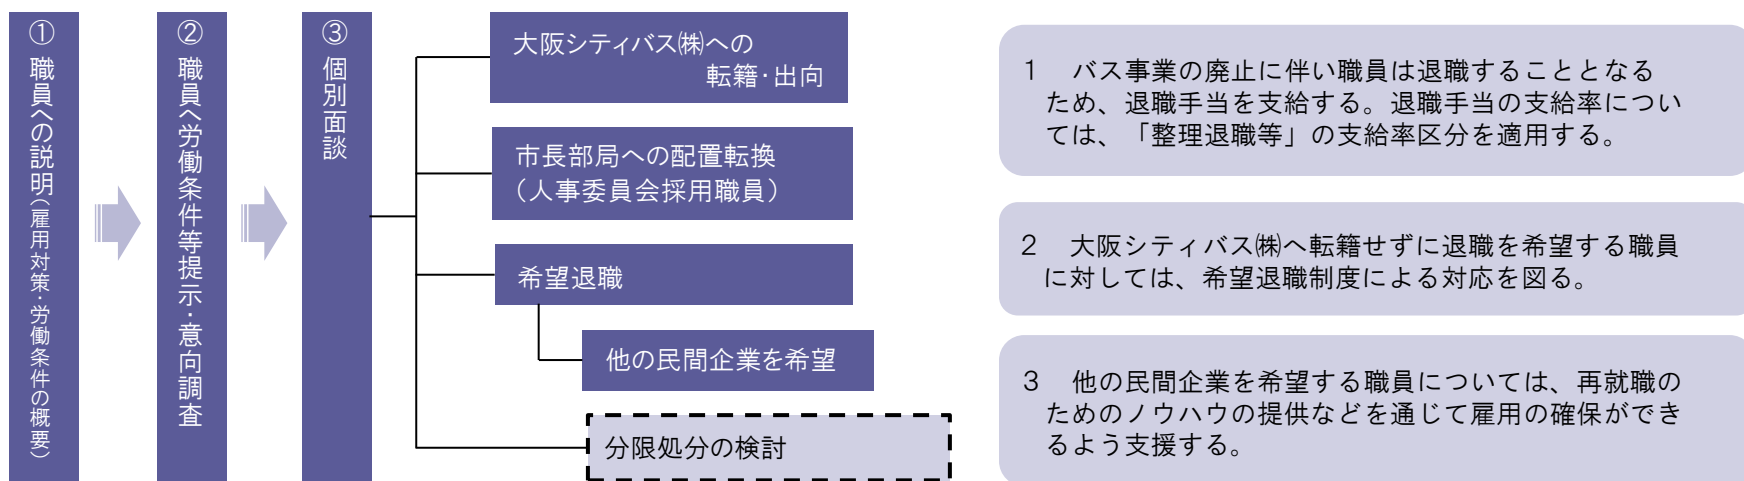 ① 職員への説明（雇用対策・労働条件の概要）
② 職員へ労働条件等提示・意向調査
③ 個別面談
大阪シティバス㈱への
転籍・出向
市長部局への配置転換
（人事委員会採用職員）
希望退職
他の民間企業を希望
分限処分の検討
１　バス事業の廃止に伴い職員は退職することとなる
ため、退職手当を支給する。退職手当の支給率につい
ては、「整理退職等」の支給率区分を適用する。
２　大阪シティバス㈱へ転籍せずに退職を希望する職員
に対しては、希望退職制度による対応を図る。
３　他の民間企業を希望する職員については、再就職の
ためのノウハウの提供などを通じて雇用の確保ができ
るよう支援する。